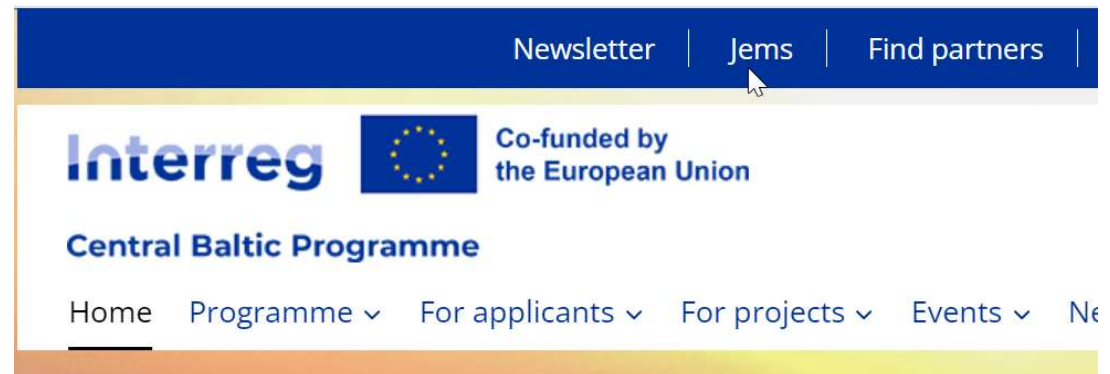 Newsletter Jems Find partners
Interreg
Co-funded by
the European Union
Central Baltic Programme
Home Programme For applicants For projects Events